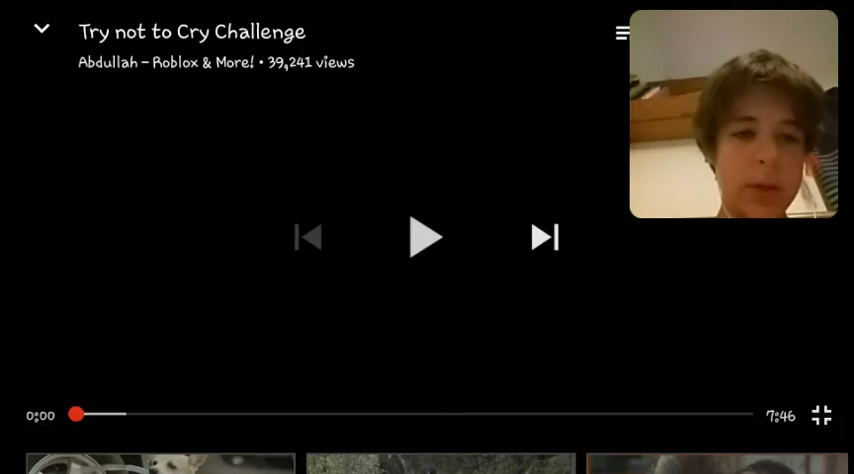 Try not to Cry Challenge
Abdullah - Roblox & More! • 39,241 views
0:00
7:46